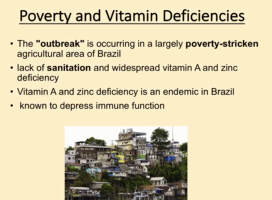 Poverty and Vitamin Deficiencies
• The "outbreak" is occurring in a largely poverty-stricken
agricultural area of Brazil
• lack of sanitation and widespread vitamin A and zinc
deficiency
• Vitamin A and zinc deficiency is an endemic in Brazil
• known to depress immune function